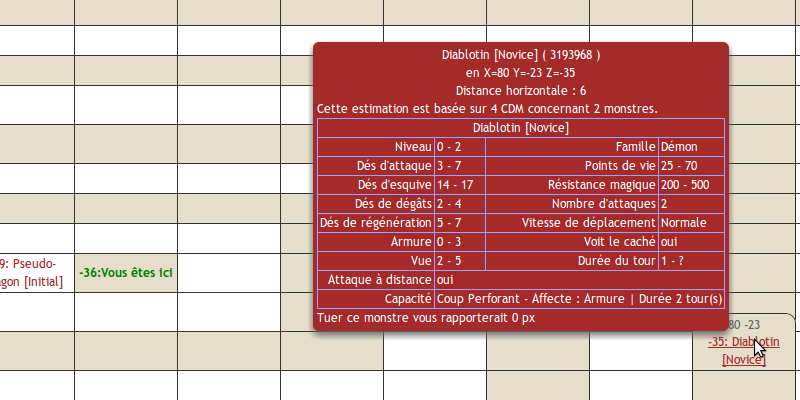 Diablotin [Novice] ( 3193968 )
en X=80 Y=-23 Z=-35
Distance horizontale : 6
Cette estimation est basée sur 4 CDM concernant 2 monstres.
Diablotin [Novice]
Niveau 0 - 2 Famille Démon
Dés d'attaque 3 - 7 Points de vie 25 - 70
Dés d'esquive 14 - 17 Résistance magique 200 - 500
Dés de dégâts 2 - 4 Nombre d'attaques 2
Dés de régénération 5 - 7 Vitesse de déplacement Normale
Armure 0 - 3 Voit le caché oui
Vue 2 - 5 Durée du tour 1 - ?
Attaque à distance oui
Capacité Coup Perforant - Affecte : Armure | Durée 2 tour(s)
Tuer ce monstre vous rapporterait 0 px
9: Pseudo-
agon [Initial]
-36:Vous êtes ici
80 -23
-35: Diablotin
[Novice]